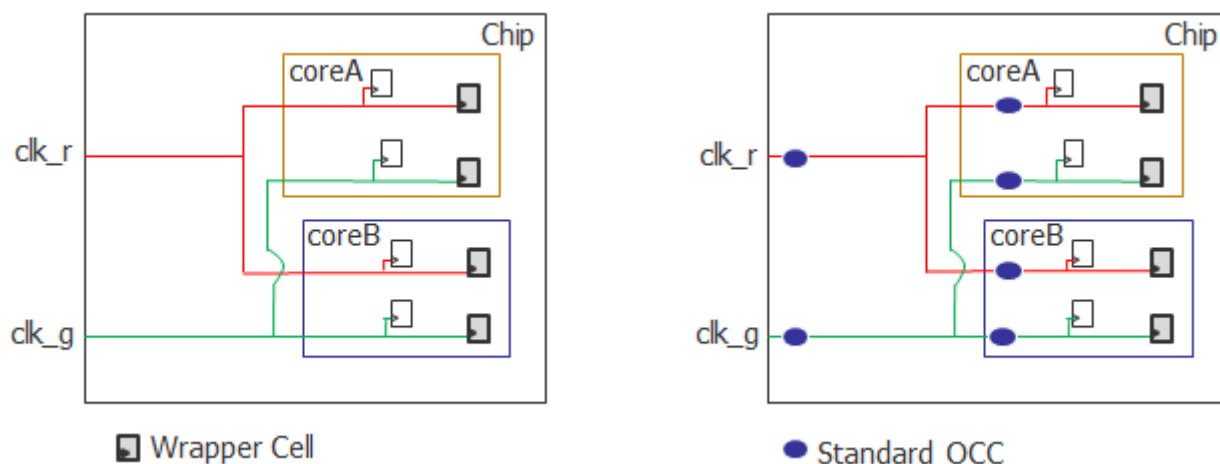 Chip
coreA
clk_r
coreB
clk_g
Wrapper Cell
Chip
coreA
clk_r
coreB
clk_g
Standard OCC